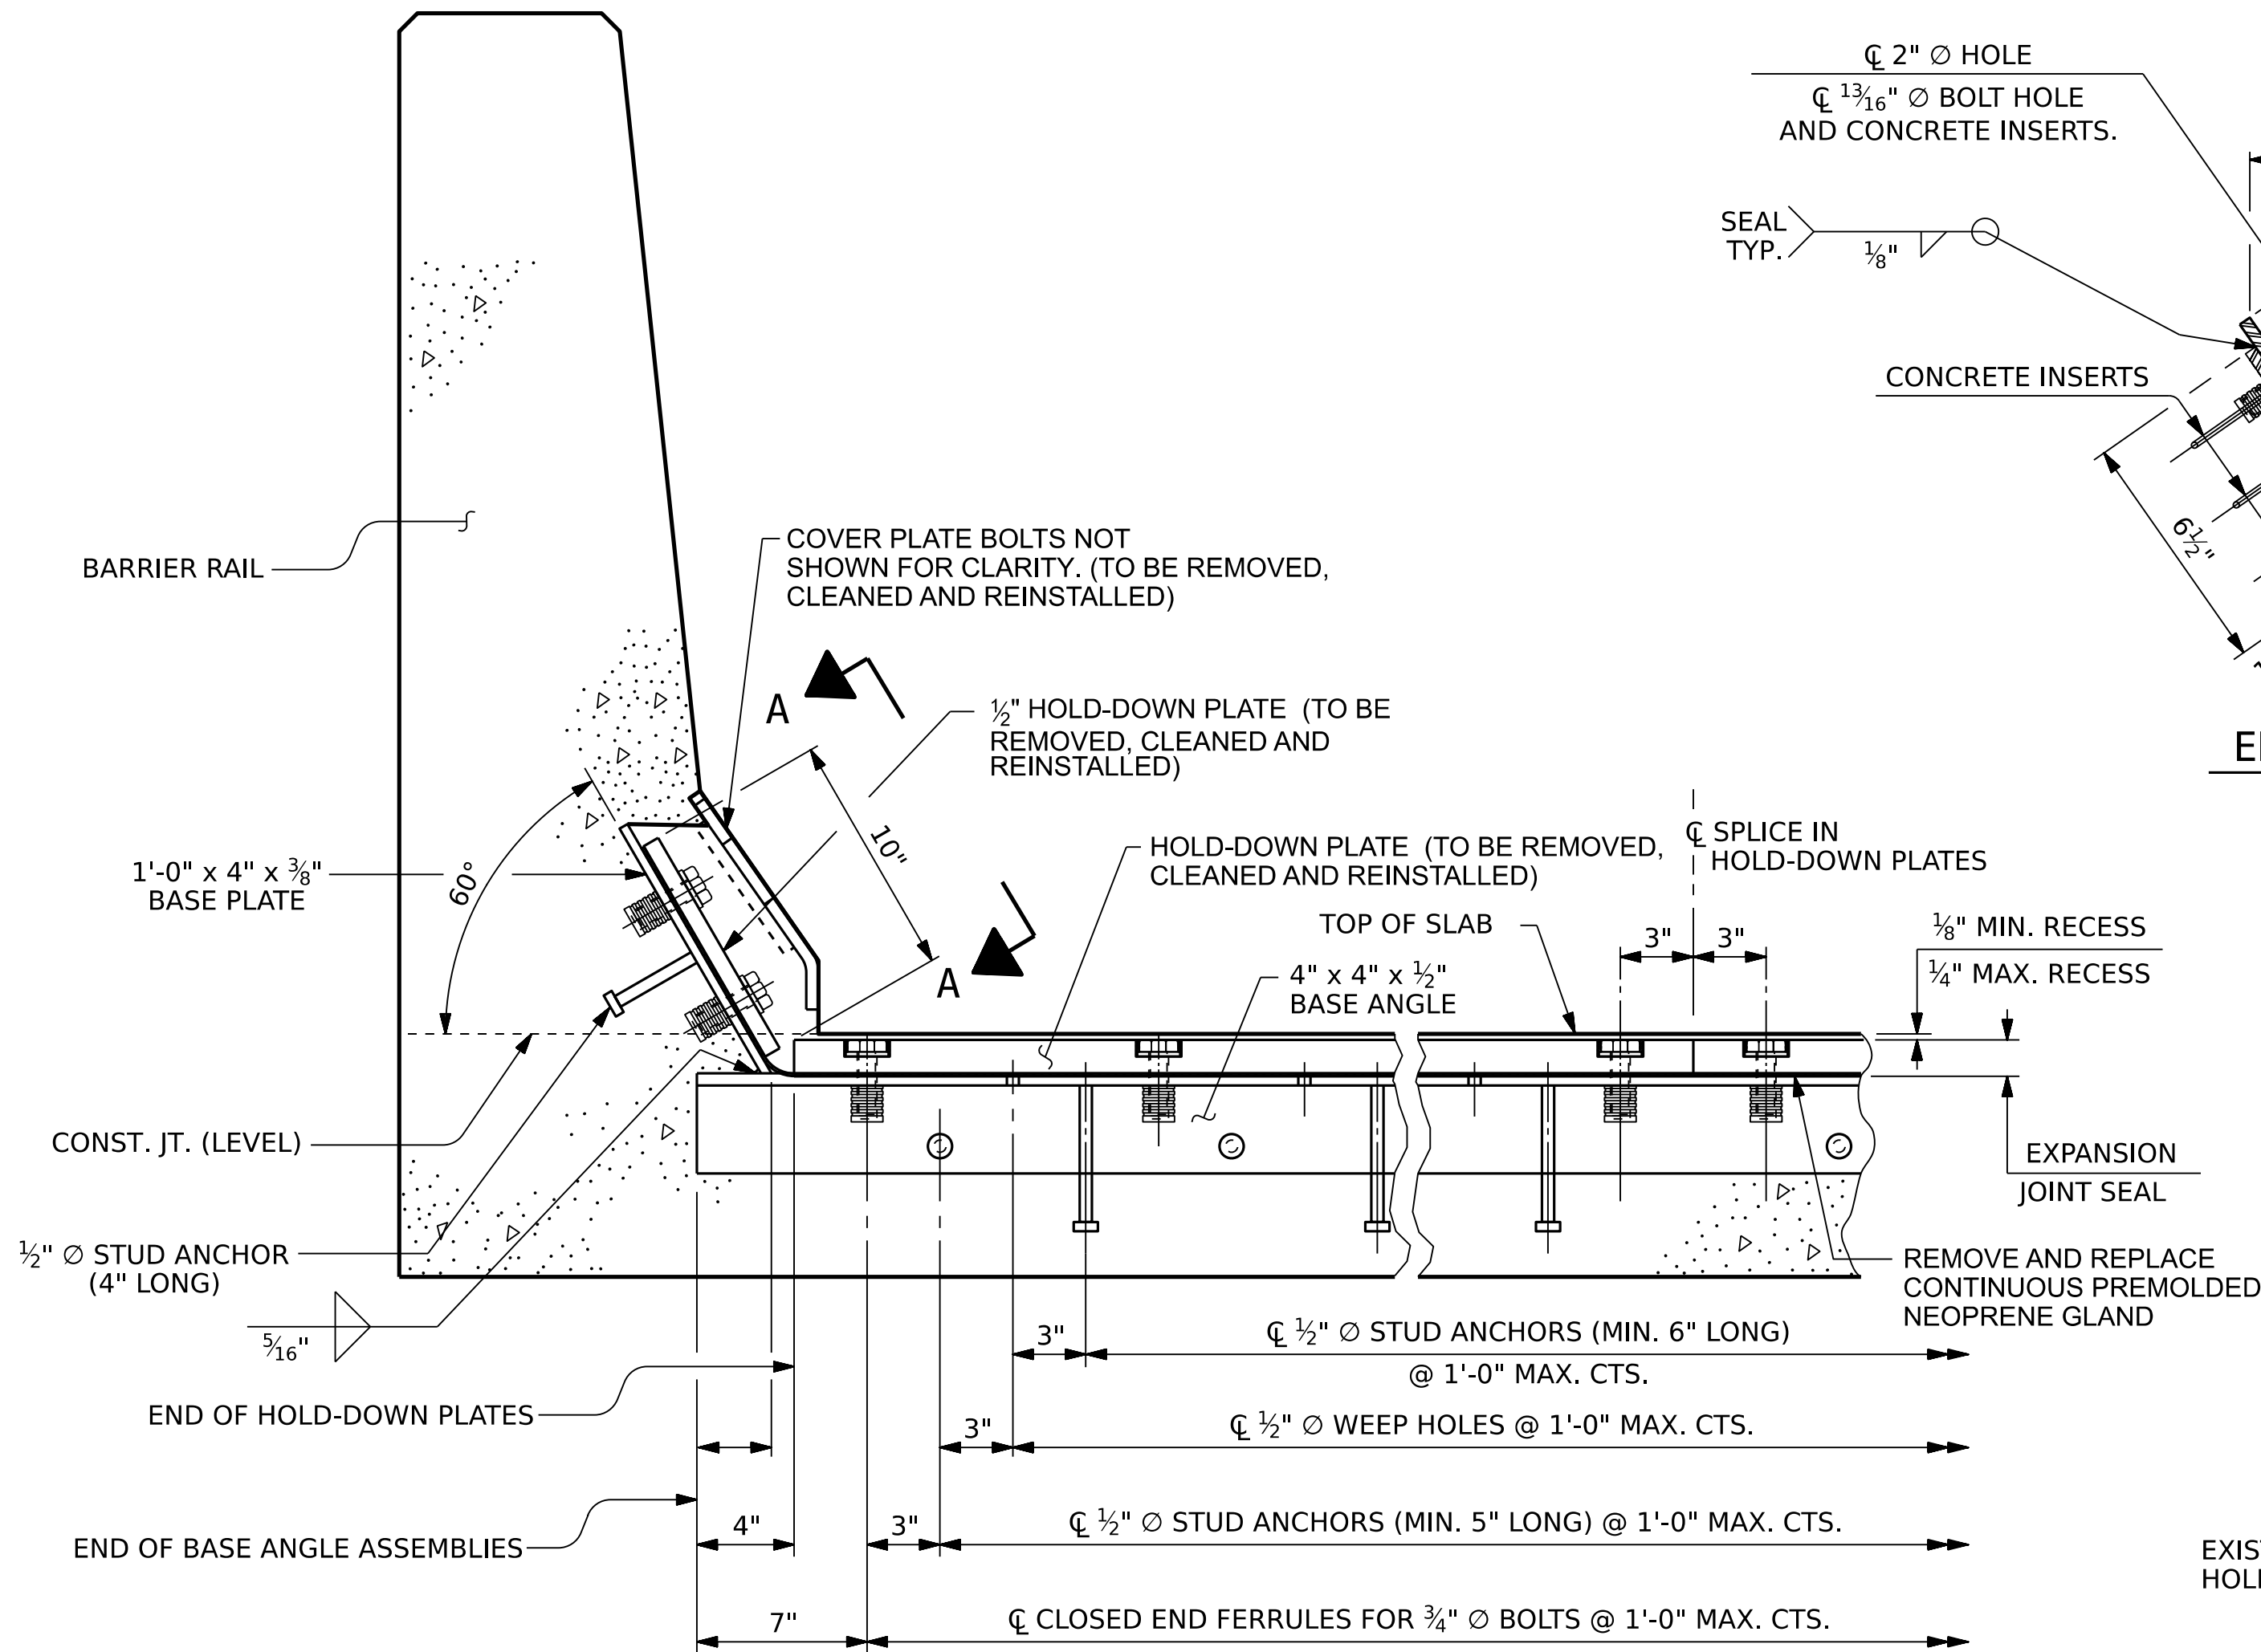 ℄ 2" ∅ HOLE
℄ 13⁄16" ∅ BOLT HOLE
AND CONCRETE INSERTS.
SEAL
TYP.
1⁄8"
CONCRETE INSERTS
6 1⁄2"
BARRIER RAIL
COVER PLATE BOLTS NOT
SHOWN FOR CLARITY. (TO BE REMOVED,
CLEANED AND REINSTALLED)
A
1⁄2" HOLD-DOWN PLATE (TO BE
REMOVED, CLEANED AND
REINSTALLED)
10"
A
1'-0" x 4" x 3⁄8"
BASE PLATE
60°
HOLD-DOWN PLATE (TO BE REMOVED,
CLEANED AND REINSTALLED)
℄ SPLICE IN
HOLD-DOWN PLATES
TOP OF SLAB
3"
3"
1⁄8" MIN. RECESS
1⁄4" MAX. RECESS
4" x 4" x 1⁄2"
BASE ANGLE
CONST. JT. (LEVEL)
EXPANSION
JOINT SEAL
1⁄2" ∅ STUD ANCHOR
(4" LONG)
5⁄16"
REMOVE AND REPLACE
CONTINUOUS PREMOLDED
NEOPRENE GLAND
3"
℄ 1⁄2" ∅ STUD ANCHORS (MIN. 6" LONG)
@ 1'-0" MAX. CTS.
END OF HOLD-DOWN PLATES
3"
℄ 1⁄2" ∅ WEEP HOLES @ 1'-0" MAX. CTS.
END OF BASE ANGLE ASSEMBLIES
4"
3"
℄ 1⁄2" ∅ STUD ANCHORS (MIN. 5" LONG) @ 1'-0" MAX. CTS.
7"
℄ CLOSED END FERRULES FOR 3⁄4" ∅ BOLTS @ 1'-0" MAX. CTS.